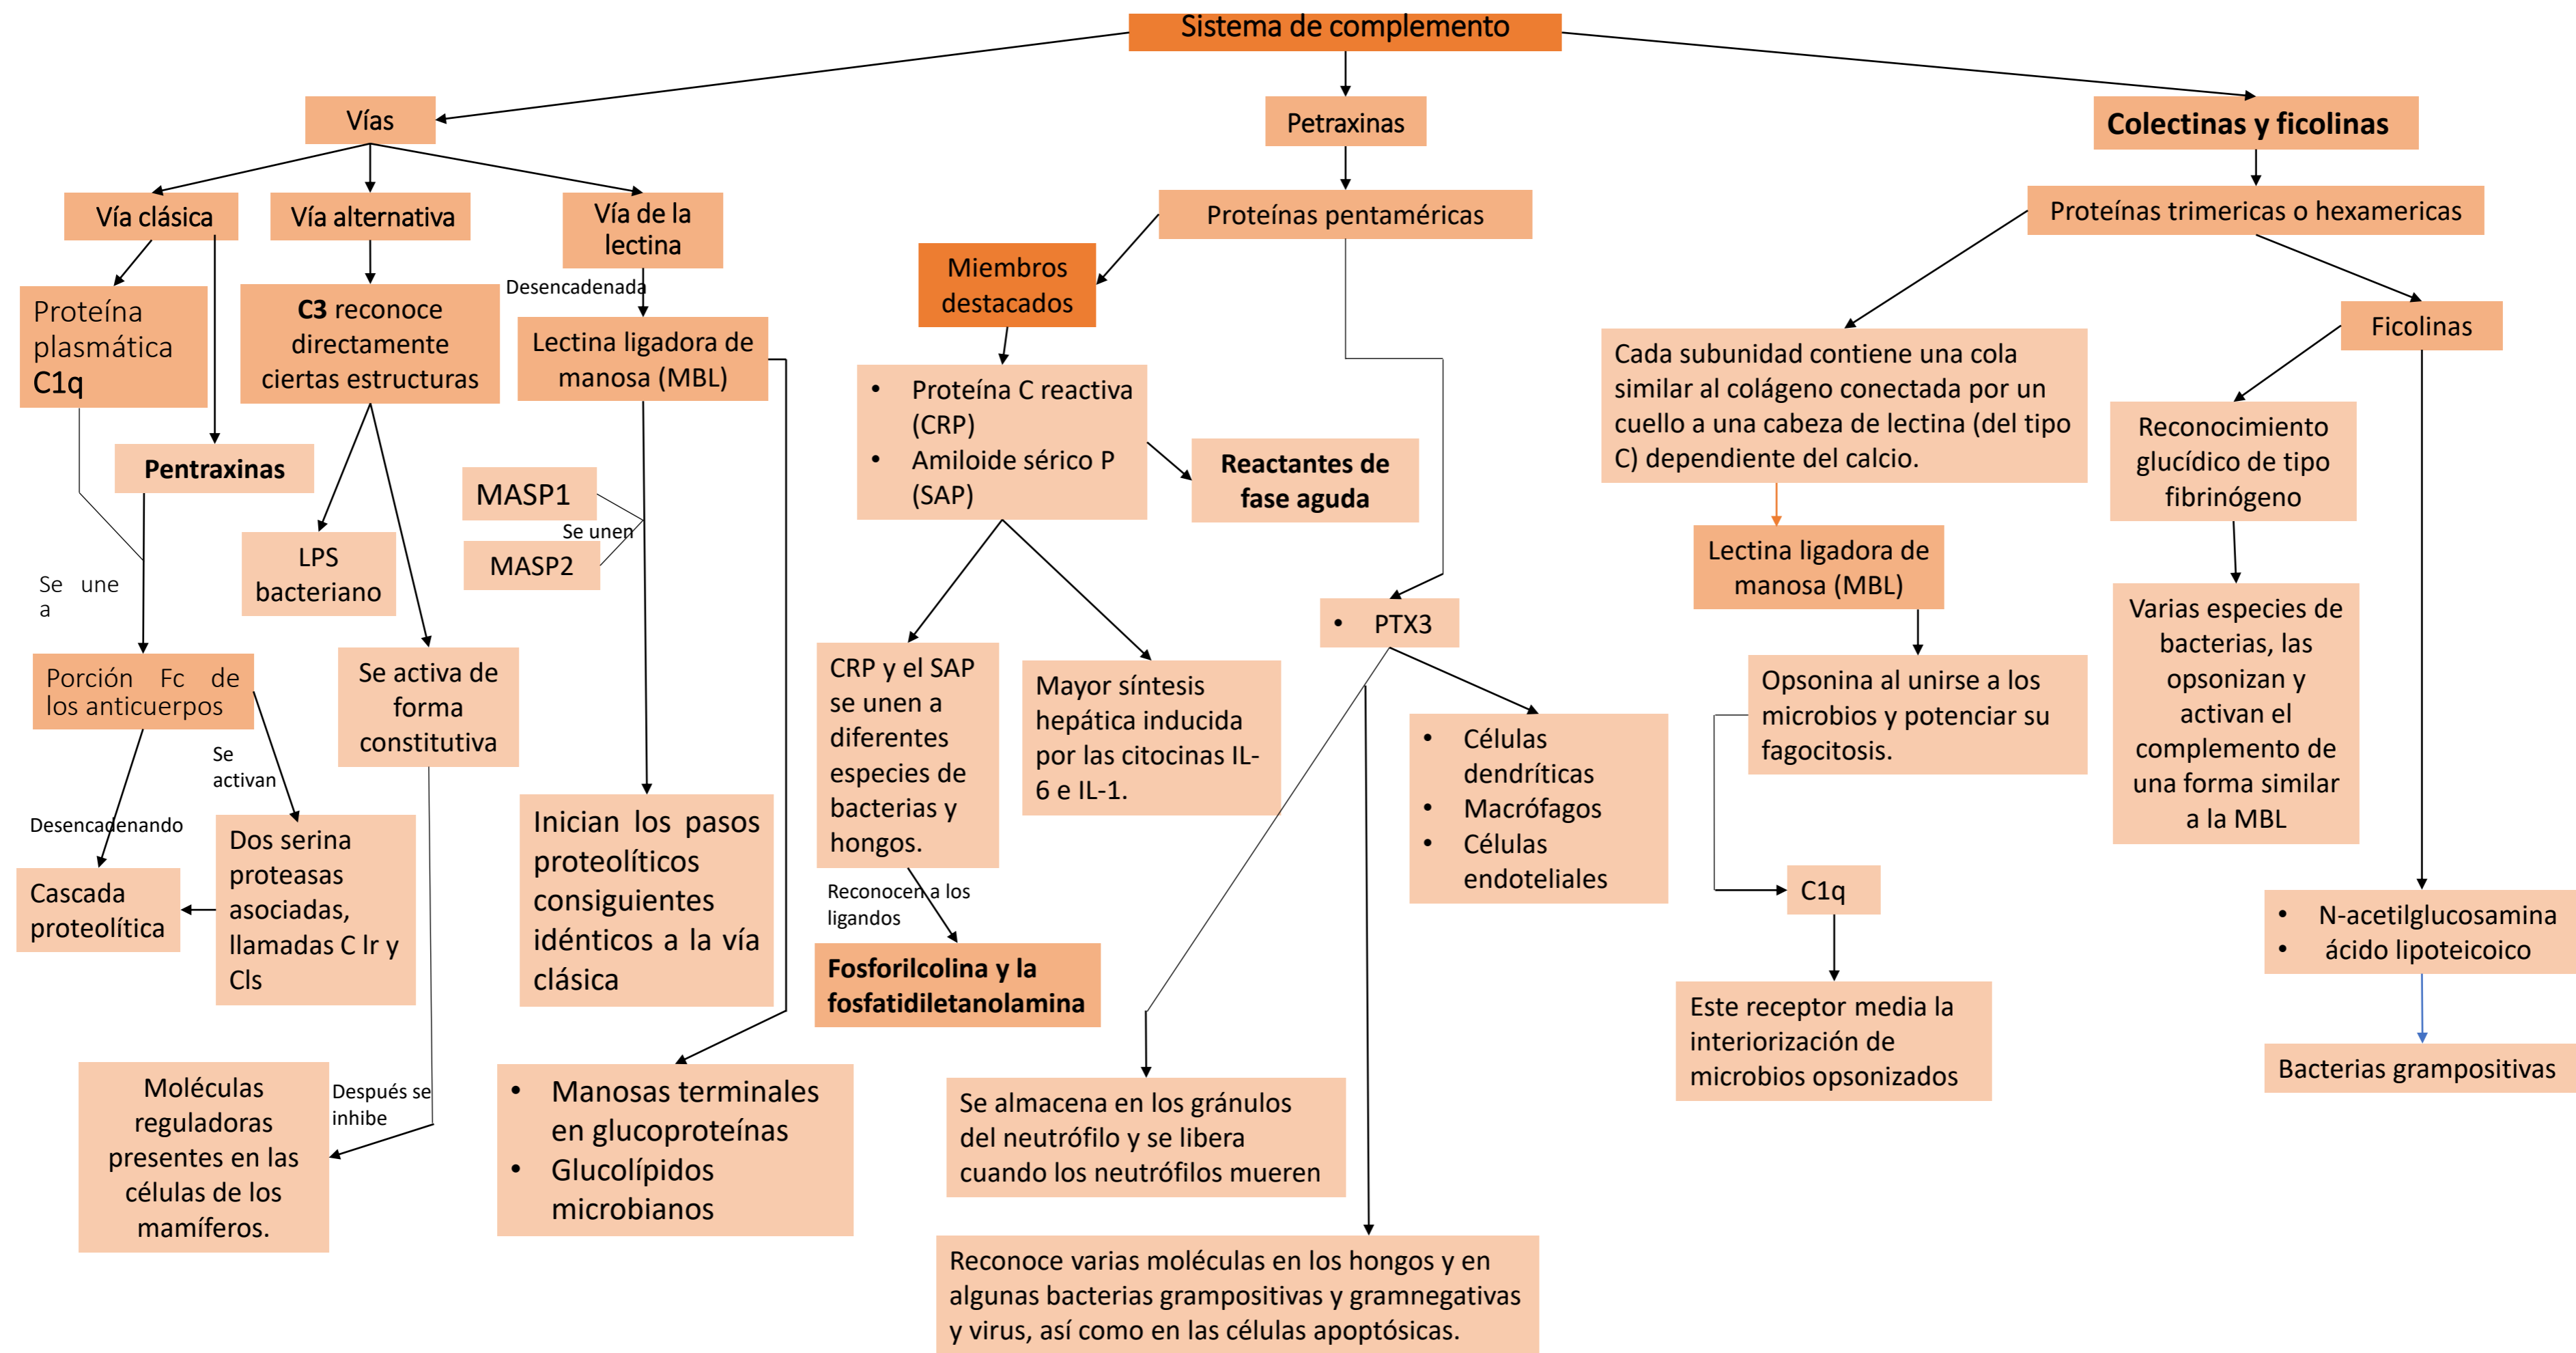 Sistema de complemento
Vías
Petraxinas
Colectinas y ficolinas
Vía clásica
Vía alternativa
Vía de la
lectina
Proteína
plasmática
C1q
Pentraxinas
Se une
a
Porción Fc de
los anticuerpos
Se
activan
Desencadenando
Cascada
proteolítica
Dos serina
proteasas
asociadas,
llamadas C lr y
Cls
C3 reconoce
directamente
ciertas estructuras
LPS
bacteriano
Se activa de
forma
constitutiva
Después se
inhibe
Moléculas
reguladoras
presentes en las
células de los
mamíferos.
Desencadenada
Lectina ligadora de
manosa (MBL)
MASP1
Se unen
MASP2
Inician los pasos
proteolíticos
consiguientes
idénticos a la vía
clásica
• Manosas terminales
en glucoproteínas
• Glucolípidos
microbianos
Proteínas pentaméricas
Miembros
destacados
• Proteína C reactiva
(CRP)
• Amiloide sérico P
(SAP)
Reactantes de
fase aguda
CRP y el SAP
se unen a
diferentes
especies de
bacterias y
hongos.
Mayor síntesis
hepática inducida
por las citocinas IL-
6 e IL-1.
Reconocen a los
ligandos
Fosforilcolina y la
fosfatidiletanolamina
• PTX3
• Células
dendríticas
• Macrófagos
• Células
endoteliales
Se almacena en los gránulos
del neutrófilo y se libera
cuando los neutrófilos mueren
Reconoce varias moléculas en los hongos y en
algunas bacterias grampositivas y gramnegativas
y virus, así como en las células apoptósicas.
Proteínas trimericas o hexamericas
Cada subunidad contiene una cola
similar al colágeno conectada por un
cuello a una cabeza de lectina (del tipo
C) dependiente del calcio.
Lectina ligadora de
manosa (MBL)
Opsonina al unirse a los
microbios y potenciar su
fagocitosis.
C1q
Este receptor media la
interiorización de
microbios opsonizados
Ficolinas
Reconocimiento
glucídico de tipo
fibrinógeno
Varias especies de
bacterias, las
opsonizan y
activan el
complemento de
una forma similar
a la MBL
• N-acetilglucosamina
• ácido lipoteicoico
Bacterias grampositivas